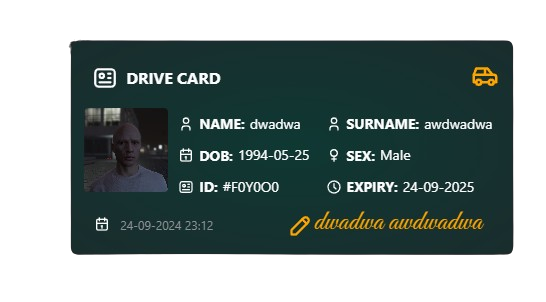 DRIVE CARD
NAME: dwadwa SURNAME: awdwadwa
DOB: 1994-05-25 SEX: Male
ID: #F0Y0O0 EXPIRY: 24-09-2025
24-09-2024 23:12 dwadwa awdwadwa